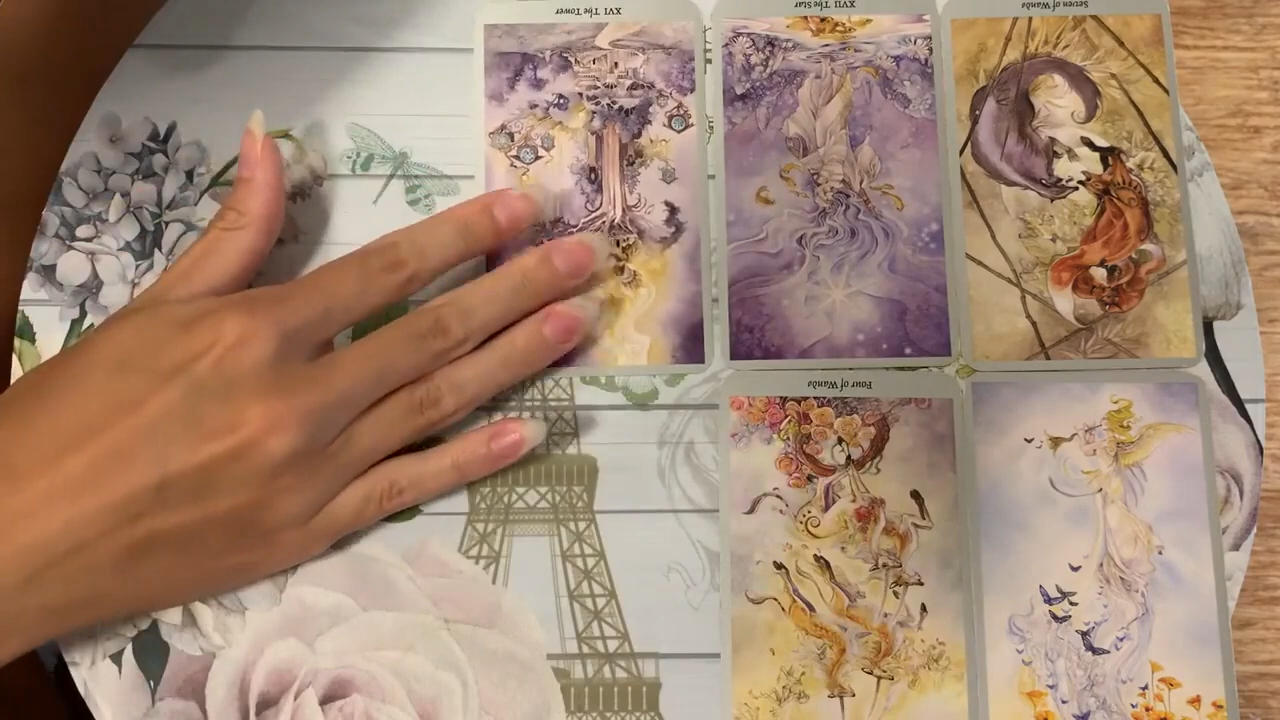 XVI The Tower
XVII The Star
Seven of Wands
Four of Wands